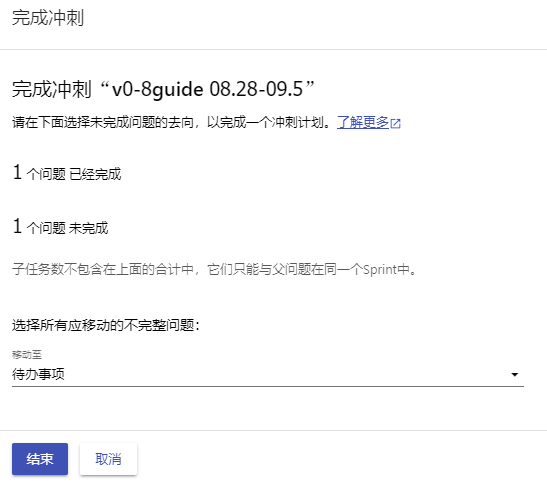 完成冲刺
完成冲刺“v0-8guide 08.28-09.5”
请在下面选择未完成问题的去向，以完成一个冲刺计划。了解更多
1 个问题 已经完成
1 个问题 未完成
子任务数不包含在上面的合计中，它们只能与父问题在同一个Sprint中。
选择所有应移动的不完整问题：
移动至
待办事项
结束 取消